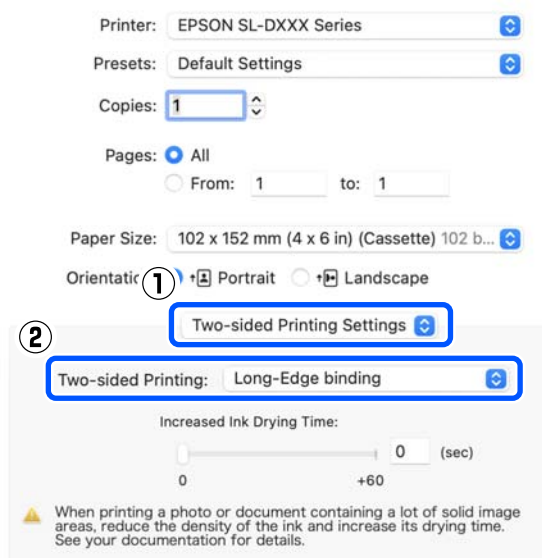 Printer: EPSON SL-DXXX Series
Presets: Default Settings
Copies: 1
Pages: All
From: 1 to: 1
Paper Size: 102 x 152 mm (4 x 6 in) (Cassette) 102 b...
Orientatic 1 Portrait Landscape
Two-sided Printing Settings
2
Two-sided Printing: Long-Edge binding
Increased Ink Drying Time:
0 (sec)
0 +60
When printing a photo or document containing a lot of solid image
areas, reduce the density of the ink and increase its drying time.
See your documentation for details.